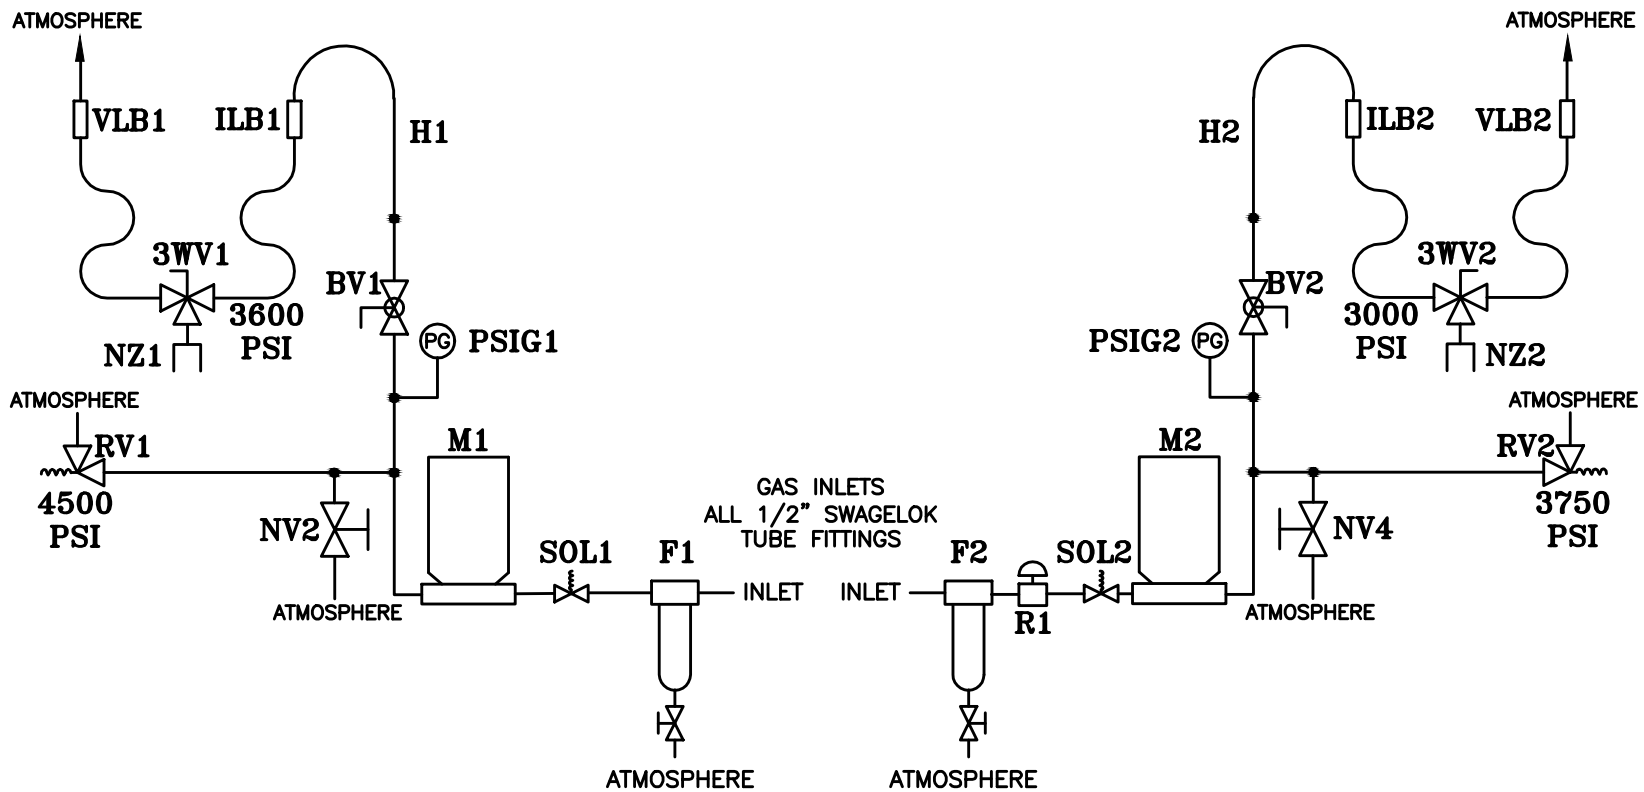 ATMOSPHERE
ATMOSPHERE
VLB1
ILB1
H1
H2
ILB2
VLB2
3WV1
3WV2
BV1
BV2
3600
PSI
3000
PSI
NZ1
PG
PSIG1
PSIG2
PG
NZ2
ATMOSPHERE
ATMOSPHERE
RV1
M1
M2
RV2
4500
PSI
GAS INLETS
ALL 1/2" SWAGELOK
TUBE FITTINGS
3750
PSI
NV2
NV4
SOL1
F1
F2
SOL2
INLET
INLET
ATMOSPHERE
R1
ATMOSPHERE
ATMOSPHERE
ATMOSPHERE